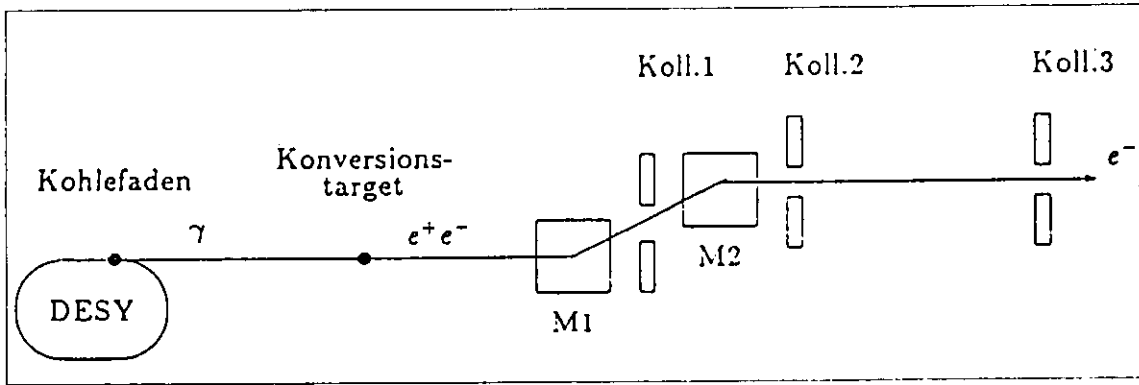 Koll.1
Koll.2
Koll.3
Kohlefaden
Konversions-
target
e⁻
γ
e⁺e⁻
DESY
M1
M2